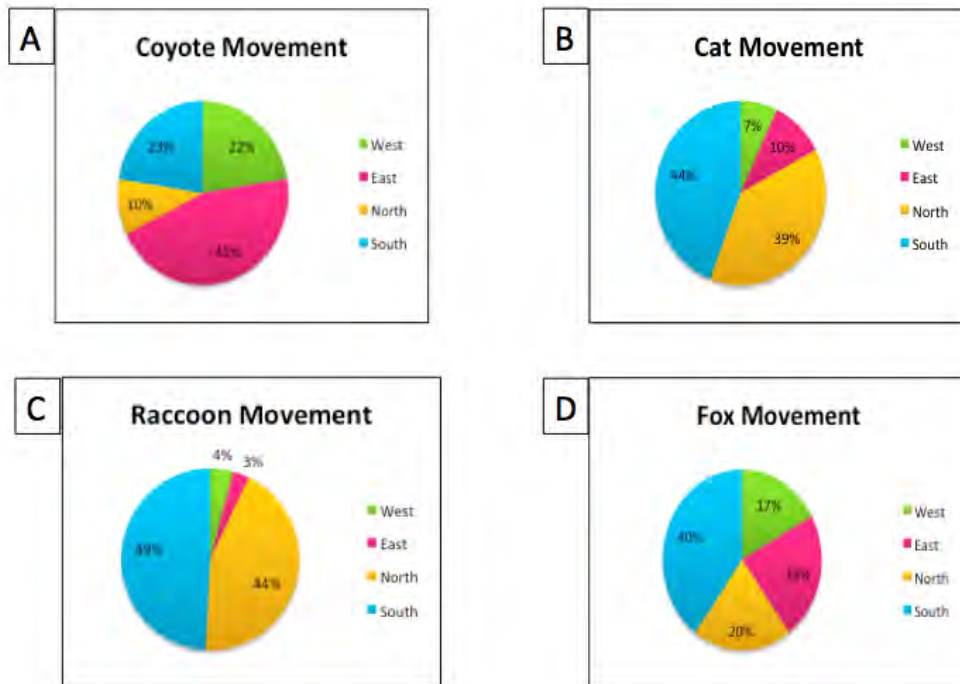 A
Coyote Movement
23%
22%
10%
West
East
North
South
B
Cat Movement
7%
10%
44%
39%
West
East
North
South
C
Raccoon Movement
4%
3%
49%
44%
West
East
North
South
D
Fox Movement
17%
40%
20%
West
East
North
South